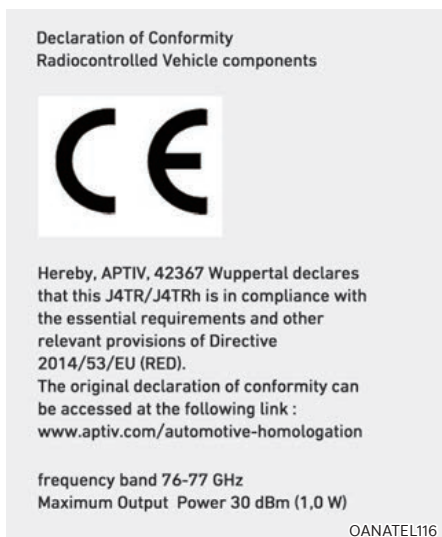 Declaration of Conformity
Radiocontrolled Vehicle components
CE
Hereby, APTIV, 42367 Wuppertal declares
that this J4TR/J4TRh is in compliance with
the essential requirements and other
relevant provisions of Directive
2014/53/EU (RED).
The original declaration of conformity can
be accessed at the following link :
www.aptiv.com/automotive-homologation
frequency band 76-77 GHz
Maximum Output  Power 30 dBm (1,0 W)
OANATEL116